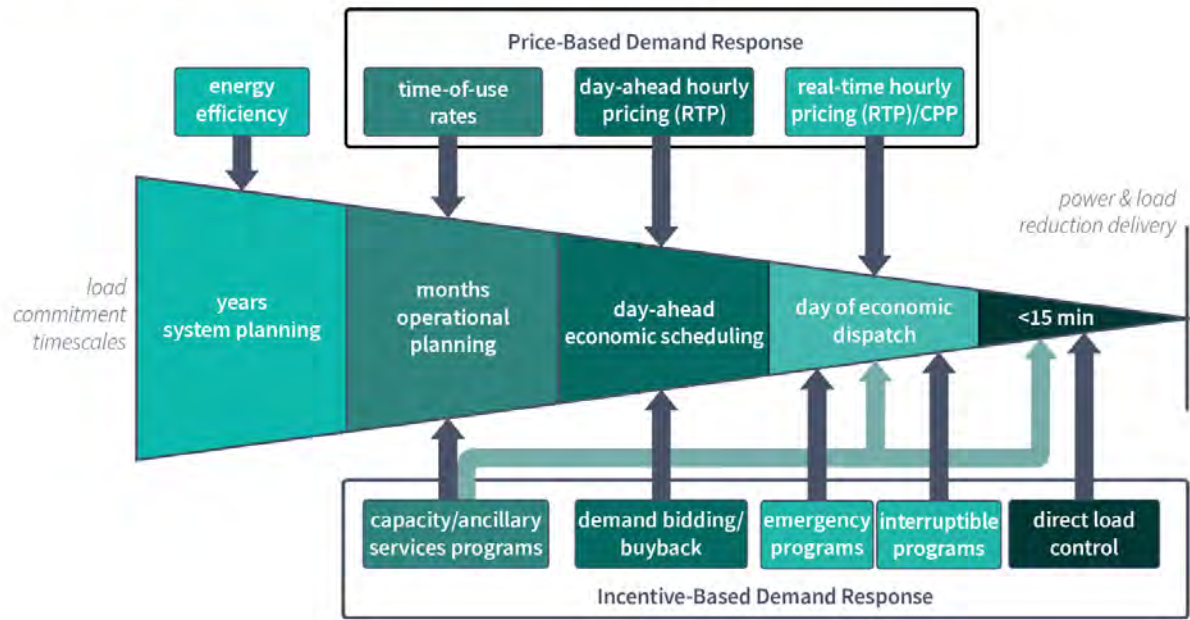 Price-Based Demand Response
energy
efficiency
time-of-use
rates
day-ahead hourly
pricing (RTP)
real-time hourly
pricing (RTP)/CPP
power & load
reduction delivery
load
commitment
timescales
years
system planning
months
operational
planning
day-ahead
economic scheduling
day of economic
dispatch
<15 min
capacity/ancillary
services programs
demand bidding/
buyback
emergency
programs
interruptible
programs
direct load
control
Incentive-Based Demand Response